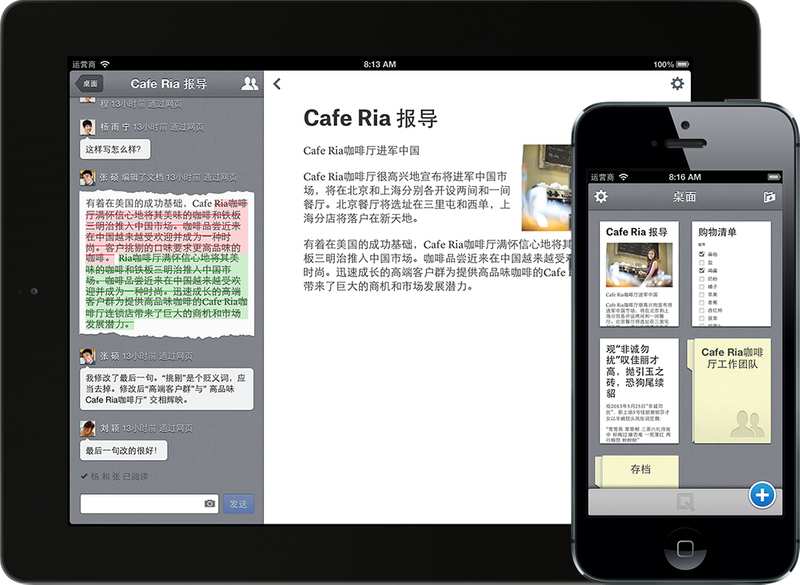 运营商
8:13 AM
100%
桌面
Cafe Ria 报导
程 13小时前 通过网页
杨 雨 宁 13小时前 通过网页
这样写怎么样?
张 硕 编辑了文档 13小时前 通过网页
有着在美国的成功基础,Cafe Ria咖啡
厅满怀信心地将其美味的咖啡和铁板
三明治推入中国市场。咖啡品尝近来
在中国越来越受欢迎并成为一种时
尚。客户挑别的口味要求更高品味的
咖啡。 Ria咖啡厅满怀信心地将其美
味的咖啡和铁板三明治推入中国市
场。咖啡品尝近来在中国越来越受欢
迎并成为一种时尚。迅速成长的高端
客户群为提供高品味咖啡的Cafe Ria咖
啡厅连锁店带来了巨大的商机和市场
发展潜力。
张 硕 13小时前 通过网页
我修改了最后一句。“挑别”是个贬义词,应
当去掉。修改后“高端客户群”与“ 高品味
Cafe Ria咖啡厅” 交相辉映。
刘 颖 13小时前 通过网页
最后一句改的很好!
杨 和 张 已阅读
发送
Cafe Ria 报导
Cafe Ria咖啡厅进军中国
Cafe Ria咖啡厅很高兴地宣布将进军中国市
场,将在北京和上海分别各开设两间和一间
餐厅。北京餐厅将选址在三里屯和西单,上
海分店将落户在新天地。
有着在美国的成功基础,Cafe Ria咖啡厅满怀信心地将其
板三明治推入中国市场。咖啡品尝近来在中国越来越受欢
时尚。迅速成长的高端客户群为提供高品味咖啡的Cafe
带来了巨大的商机和市场发展潜力。
运营商
8:16 AM
桌面
Cafe Ria 报导
Cafe Ria咖啡厅进军中国
购物清单
观“非诚勿
扰”叹佳丽才
高,抛引玉之
砖,恐狗尾续
貂
Cafe Ria咖啡
厅工作团队
存档